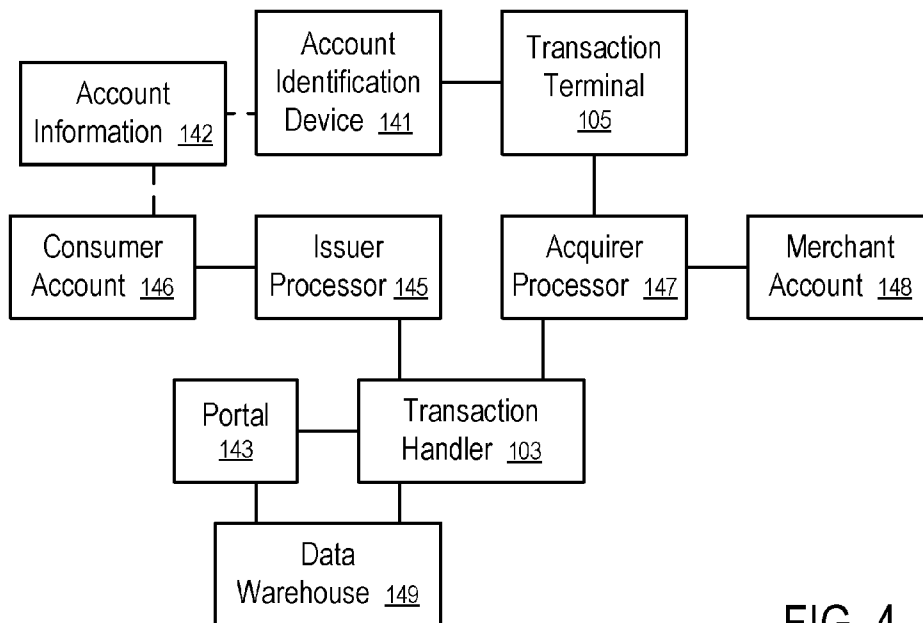 Account
Identification
Device 141
Transaction
Terminal
105
Account
Information 142
Consumer
Account 146
Issuer
Processor 145
Acquirer
Processor 147
Merchant
Account 148
Portal
143
Transaction
Handler 103
Data
Warehouse 149
FIG. 4